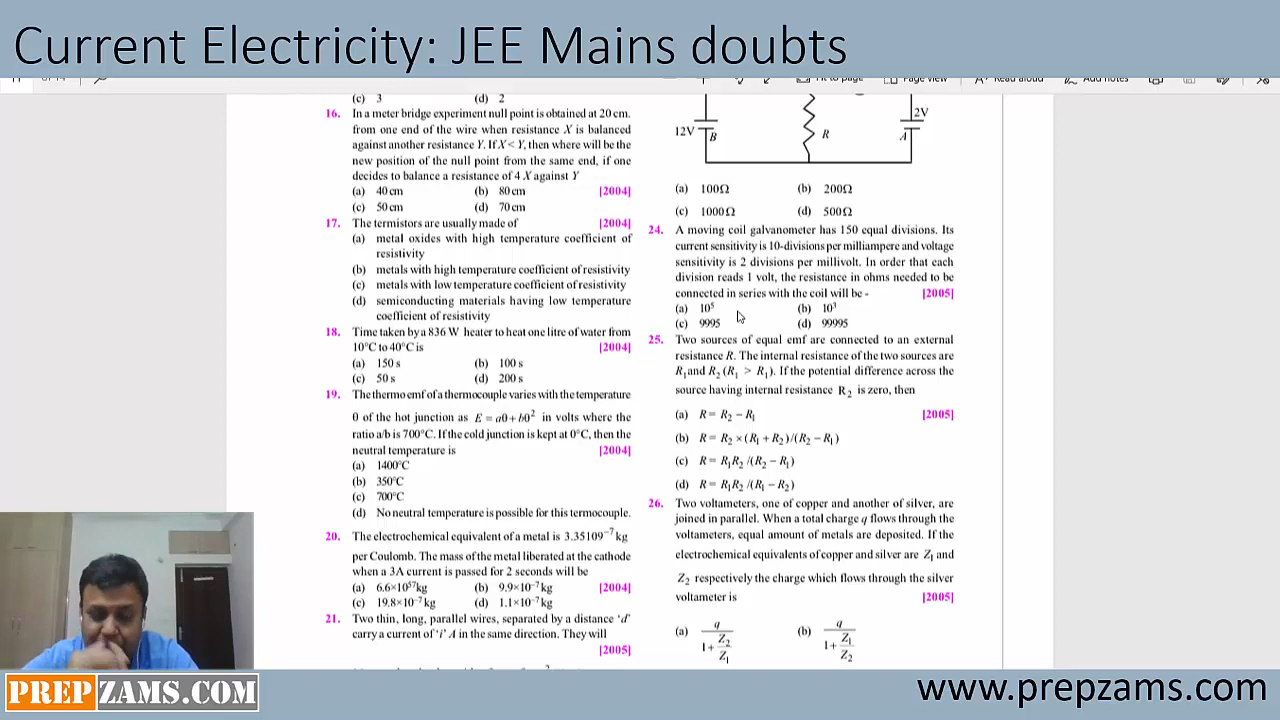 Current Electricity: JEE Mains doubts
Page view
Read aloud
Add notes
(c) 3 (d) 2
16. In a meter bridge experiment null point is obtained at 20 cm.
from one end of the wire when resistance X is balanced
against another resistance Y. If X < Y, then where will be the
new position of the null point from the same end, if one
decides to balance a resistance of 4 X against Y
(a) 40 cm (b) 80 cm [2004]
(c) 50 cm (d) 70 cm
17. The termistors are usually made of [2004]
(a) metal oxides with high temperature coefficient of
resistivity
(b) metals with high temperature coefficient of resistivity
(c) metals with low temperature coefficient of resistivity
(d) semiconducting materials having low temperature
coefficient of resistivity
18. Time taken by a 836 W heater to heat one litre of water from
10°C to 40°C is [2004]
(a) 150 s (b) 100 s
(c) 50 s (d) 200 s
19. The thermo emf of a thermocouple varies with the temperature
θ of the hot junction as E = aθ + bθ² in volts where the
ratio a/b is 700°C. If the cold junction is kept at 0°C, then the
neutral temperature is [2004]
(a) 1400°C
(b) 350°C
(c) 700°C
(d) No neutral temperature is possible for this termocouple.
20. The electrochemical equivalent of a metal is 3.35109⁻⁷ kg
per Coulomb. The mass of the metal liberated at the cathode
when a 3A current is passed for 2 seconds will be
(a) 6.6×10⁵⁷kg (b) 9.9×10⁻⁷kg [2004]
(c) 19.8×10⁻⁷kg (d) 1.1×10⁻⁷kg
21. Two thin, long, parallel wires, separated by a distance ‘d’
carry a current of ‘i’ A in the same direction. They will
[2005]
12V B R A 2V
(a) 100Ω (b) 200Ω
(c) 1000Ω (d) 500Ω
24. A moving coil galvanometer has 150 equal divisions. Its
current sensitivity is 10-divisions per milliampere and voltage
sensitivity is 2 divisions per millivolt. In order that each
division reads 1 volt, the resistance in ohms needed to be
connected in series with the coil will be - [2005]
(a) 10⁵ (b) 10³
(c) 9995 (d) 99995
25. Two sources of equal emf are connected to an external
resistance R. The internal resistance of the two sources are
R₁and R₂ (R₁ > R₁). If the potential difference across the
source having internal resistance R₂ is zero, then
(a) R = R₂ − R₁ [2005]
(b) R = R₂ × (R₁ + R₂)/(R₂ − R₁)
(c) R = R₁R₂ /(R₂ − R₁)
(d) R = R₁R₂ /(R₁ − R₂)
26. Two voltameters, one of copper and another of silver, are
joined in parallel. When a total charge q flows through the
voltameters, equal amount of metals are deposited. If the
electrochemical equivalents of copper and silver are Z₁ and
Z₂ respectively the charge which flows through the silver
voltameter is [2005]
(a) q / (1 + Z₂/Z₁) (b) q / (1 + Z₁/Z₂)
PREPZAMS.COM
www.prepzams.com